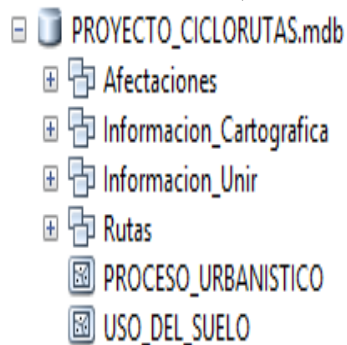 PROYECTO_CICLORUTAS.mdb
Afectaciones
Informacion_Cartografica
Informacion_Unir
Rutas
PROCESO_URBANISTICO
USO_DEL_SUELO